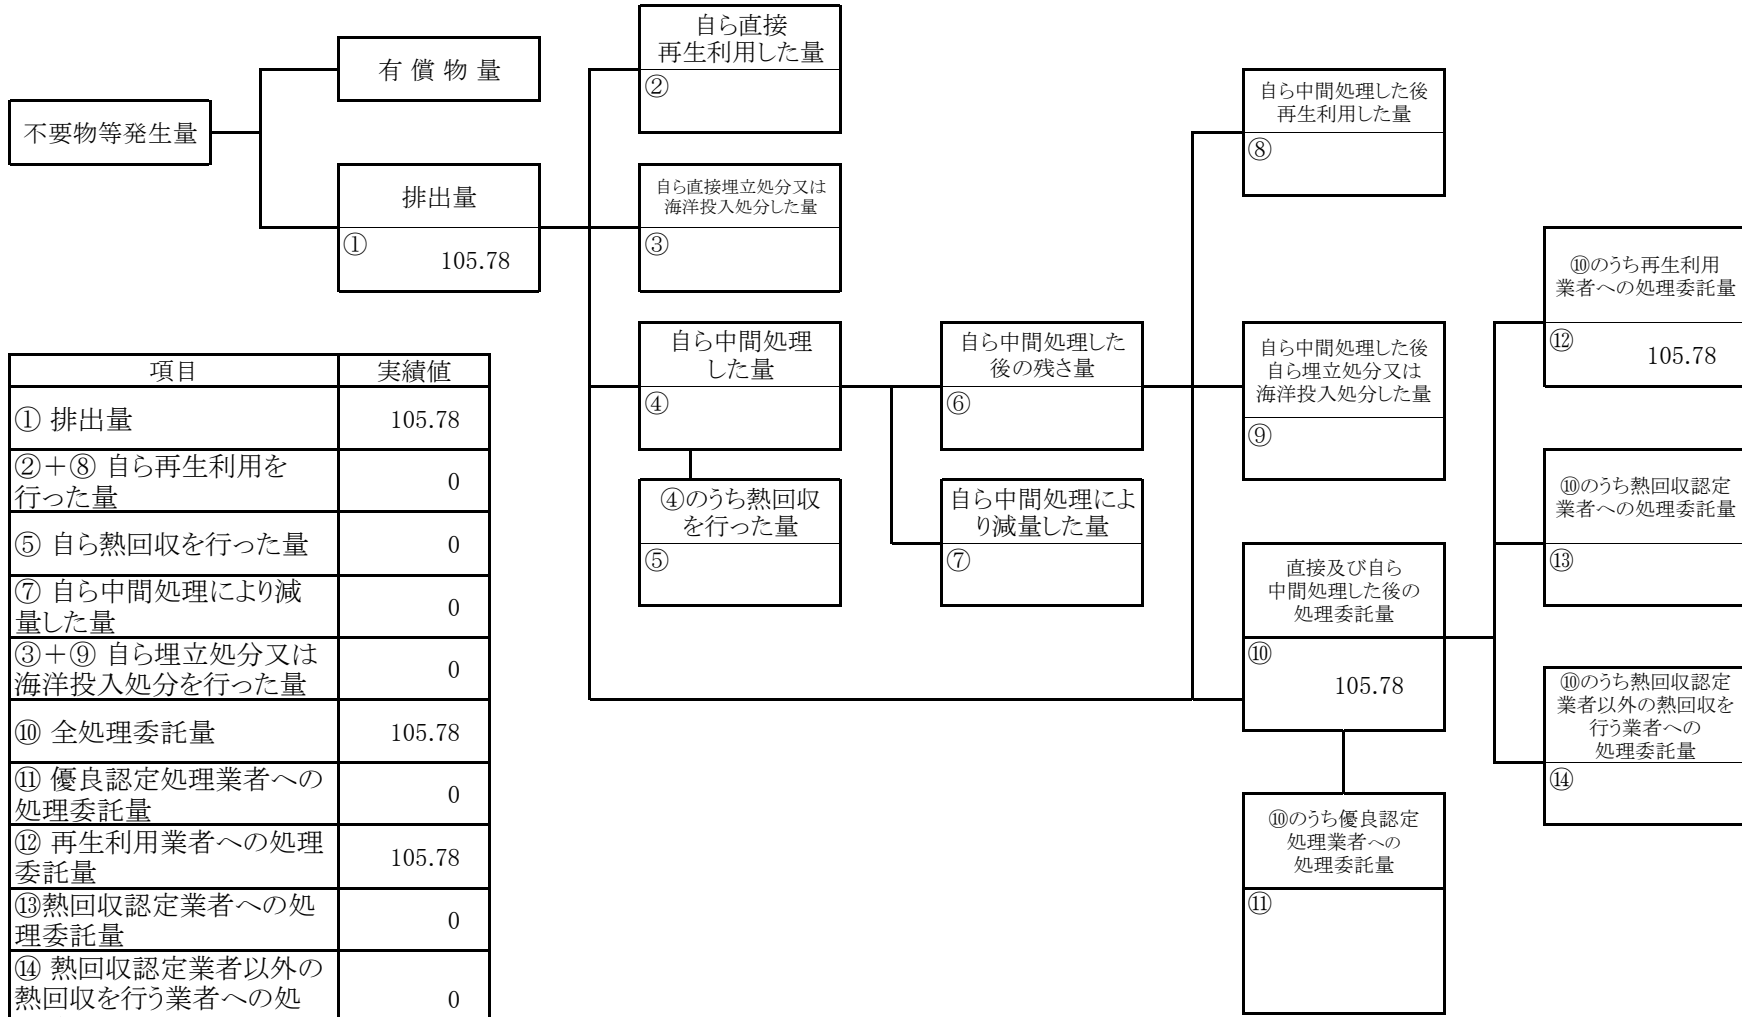 不要物等発生量
有 償 物 量
排出量
①
105.78
自ら直接
再生利用した量
②
自ら直接埋立処分又は
海洋投入処分した量
③
自ら中間処理
した量
④
④のうち熱回収
を行った量
⑤
自ら中間処理した
後の残さ量
⑥
自ら中間処理によ
り減量した量
⑦
自ら中間処理した後
再生利用した量
⑧
自ら中間処理した後
自ら埋立処分又は
海洋投入処分した量
⑨
直接及び自ら
中間処理した後の
処理委託量
⑩
105.78
⑩のうち優良認定
処理業者への
処理委託量
⑪
⑩のうち再生利用
業者への処理委託量
⑫
105.78
⑩のうち熱回収認定
業者への処理委託量
⑬
⑩のうち熱回収認定
業者以外の熱回収を
行う業者への
処理委託量
⑭
項目 実績値
① 排出量 105.78
②+⑧ 自ら再生利用を
行った量 0
⑤ 自ら熱回収を行った量 0
⑦ 自ら中間処理により減
量した量 0
③+⑨ 自ら埋立処分又は
海洋投入処分を行った量 0
⑩ 全処理委託量 105.78
⑪ 優良認定処理業者への
処理委託量 0
⑫ 再生利用業者への処理
委託量 105.78
⑬熱回収認定業者への処
理委託量 0
⑭ 熱回収認定業者以外の
熱回収を行う業者への処 0